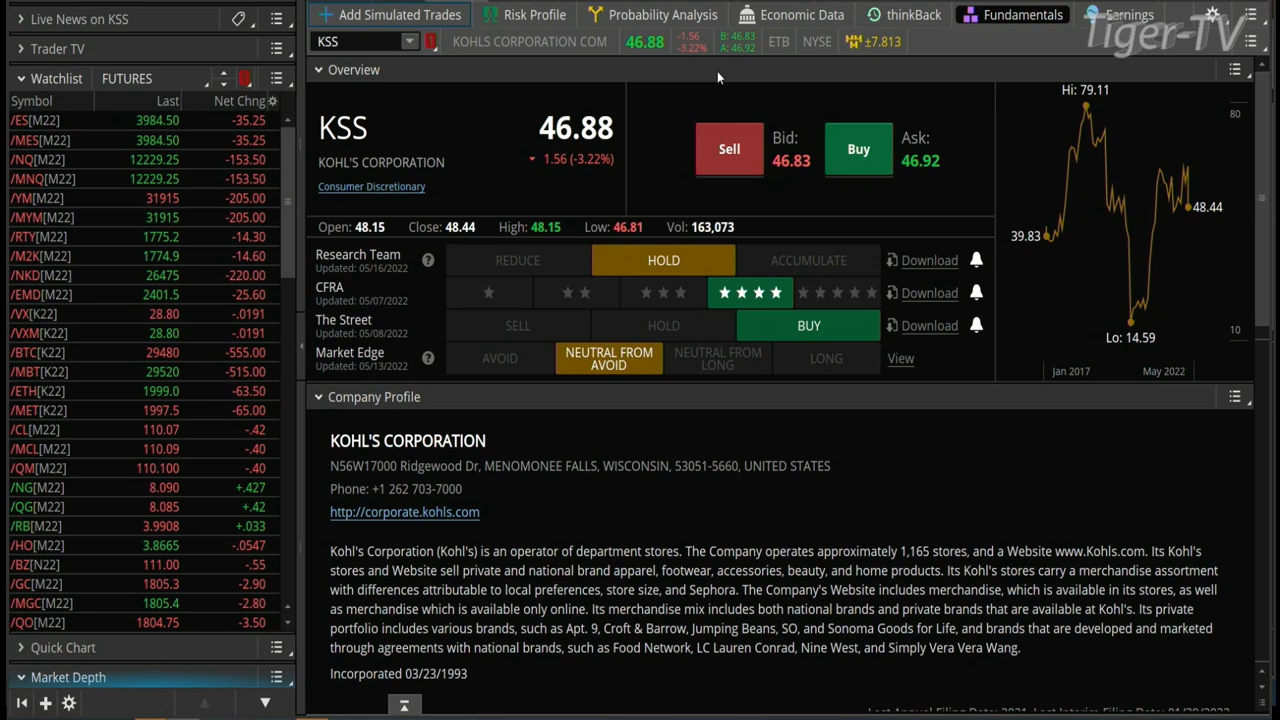 Live News on KSS
Add Simulated Trades Risk Profile Probability Analysis Economic Data thinkBack Fundamentals Earnings
Tiger-TV
Trader TV
KSS 1 KOHLS CORPORATION COM 46.88 -1.56 -3.22% B: 46.83 A: 46.92 ETB NYSE ±7.813
Watchlist FUTURES
Overview
Symbol Last Net Chng
/ES[M22] 3984.50 -35.25
/MES[M22] 3984.50 -35.25
/NQ[M22] 12229.25 -153.50
/MNQ[M22] 12229.25 -153.50
/YM[M22] 31915 -205.00
/MYM[M22] 31915 -205.00
/RTY[M22] 1775.2 -14.30
/M2K[M22] 1774.9 -14.60
/NKD[M22] 26475 -220.00
/EMD[M22] 2401.5 -25.60
/VX[K22] 28.80 -.0191
/VXM[K22] 28.80 -.0191
/BTC[K22] 29480 -555.00
/MBT[K22] 29520 -515.00
/ETH[K22] 1999.0 -63.50
/MET[K22] 1997.5 -65.00
/CL[M22] 110.07 -.42
/MCL[M22] 110.09 -.40
/QM[M22] 110.100 -.40
/NG[M22] 8.090 +.427
/QG[M22] 8.085 +.42
/RB[M22] 3.9908 +.033
/HO[M22] 3.8665 -.0547
/BZ[N22] 111.00 -.55
/GC[M22] 1805.3 -2.90
/MGC[M22] 1805.4 -2.80
/QO[M22] 1804.75 -3.50
Quick Chart
Market Depth
KSS 46.88
KOHL'S CORPORATION 1.56 (-3.22%)
Consumer Discretionary
Sell Bid: 46.83 Buy Ask: 46.92
Hi: 79.11
80
48.44
39.83
Lo: 14.59
10
Jan 2017 May 2022
Open: 48.15 Close: 48.44 High: 48.15 Low: 46.81 Vol: 163,073
Research Team
Updated: 05/16/2022
REDUCE HOLD ACCUMULATE Download
CFRA
Updated: 05/07/2022
Download
The Street
Updated: 05/08/2022
SELL HOLD BUY Download
Market Edge
Updated: 05/13/2022
AVOID NEUTRAL FROM AVOID NEUTRAL FROM LONG LONG View
Company Profile
KOHL'S CORPORATION
N56W17000 Ridgewood Dr, MENOMONEE FALLS, WISCONSIN, 53051-5660, UNITED STATES
Phone: +1 262 703-7000
http://corporate.kohls.com
Kohl's Corporation (Kohl's) is an operator of department stores. The Company operates approximately 1,165 stores, and a Website www.Kohls.com. Its Kohl's
stores and Website sell private and national brand apparel, footwear, accessories, beauty, and home products. Its Kohl's stores carry a merchandise assortment
with differences attributable to local preferences, store size, and Sephora. The Company's Website includes merchandise, which is available in its stores, as well
as merchandise which is available only online. Its merchandise mix includes both national brands and private brands that are available at Kohl's. Its private
portfolio includes various brands, such as Apt. 9, Croft & Barrow, Jumping Beans, SO, and Sonoma Goods for Life, and brands that are developed and marketed
through agreements with national brands, such as Food Network, LC Lauren Conrad, Nine West, and Simply Vera Vera Wang.
Incorporated 03/23/1993